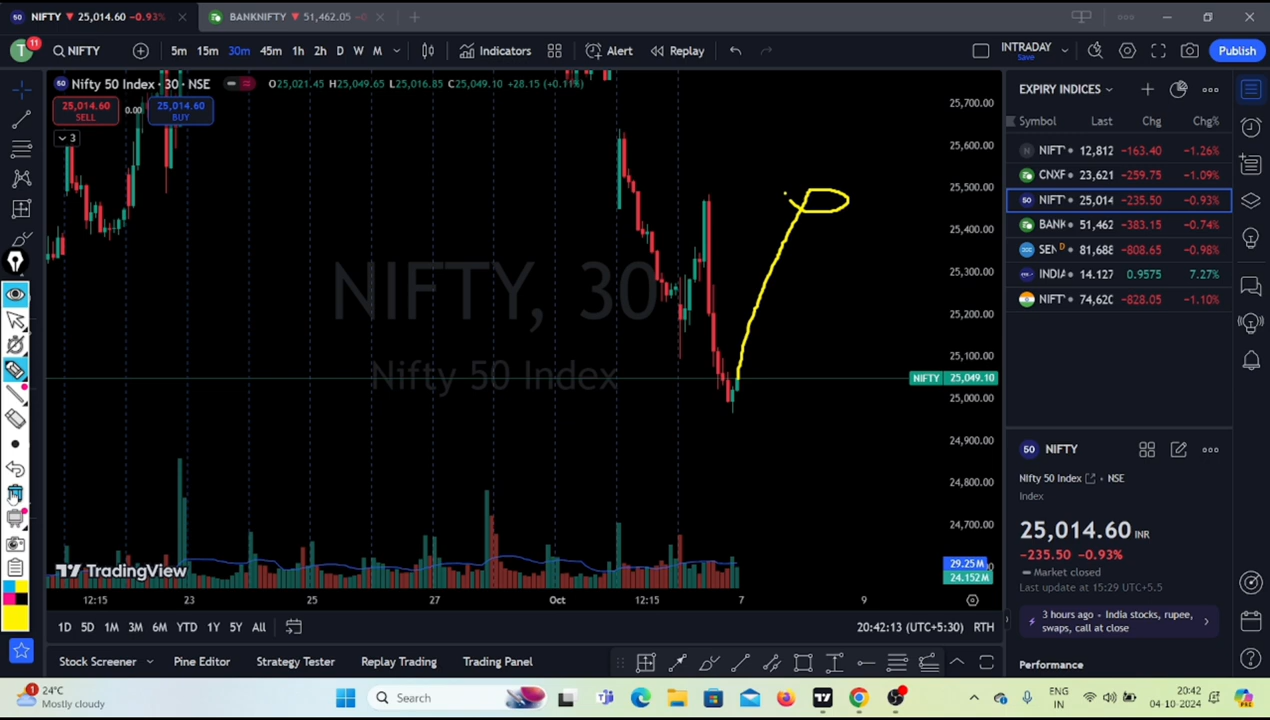 NIFTY ▼ 25,014.60 −0.93%
BANKNIFTY ▼ 51,462.05
11
NIFTY
5m 15m 30m 45m 1h 2h D W M
Indicators
Alert
Replay
INTRADAY
Save
Publish
Nifty 50 Index · 30 · NSE
O25,021.45 H25,049.65 L25,016.85 C25,049.10 +28.15 (+0.11%)
25,014.60
SELL
0.00
25,014.60
BUY
3
NIFTY, 30
Nifty 50 Index
25,700.00
25,600.00
25,500.00
25,400.00
25,300.00
25,200.00
25,100.00
NIFTY 25,049.10
25,000.00
24,900.00
24,800.00
24,700.00
29.25M
24.152M
TradingView
12:15 23 25 27 Oct 12:15 7 9
1D 5D 1M 3M 6M YTD 1Y 5Y All
20:42:13 (UTC+5:30) RTH
Stock Screener
Pine Editor
Strategy Tester
Replay Trading
Trading Panel
EXPIRY INDICES
Symbol Last Chg Chg%
NIFT 12,812 −163.40 −1.26%
CNXF 23,621 −259.75 −1.09%
NIFT 25,014 −235.50 −0.93%
BANK 51,462 −383.15 −0.74%
SEN D 81,688 −808.65 −0.98%
INDIA 14.127 0.9575 7.27%
NIFT 74,620 −828.05 −1.10%
50 NIFTY
Nifty 50 Index • NSE
Index
25,014.60 INR
−235.50 −0.93%
Market closed
Last update at 15:29 UTC+5.5
3 hours ago • India stocks, rupee,
swaps, call at close
Performance
24°C
Mostly cloudy
Search
ENG
IN
20:42
04-10-2024